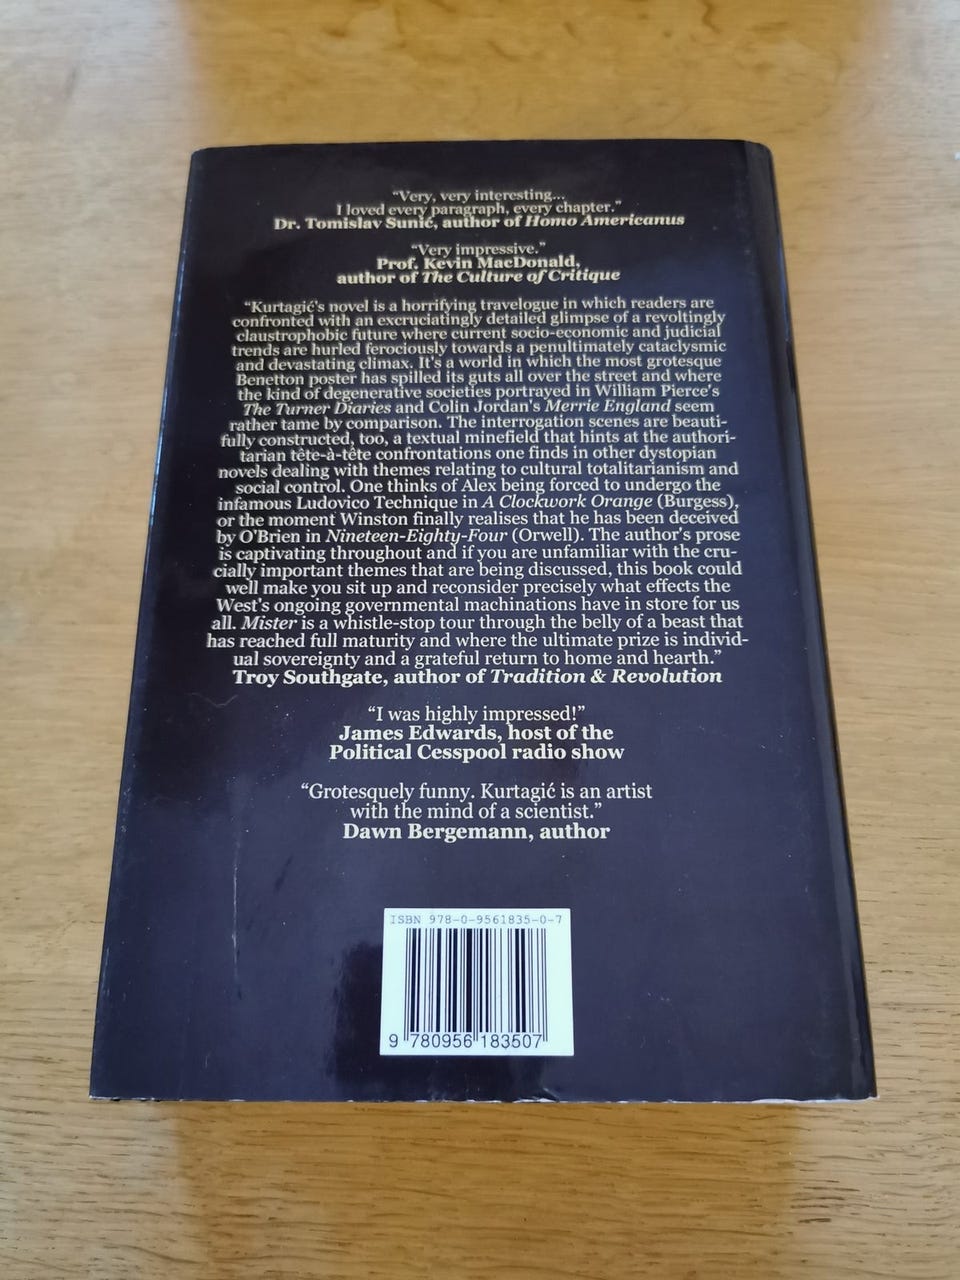 “Very, very interesting...
I loved every paragraph, every chapter.”
Dr. Tomislav Sunić, author of Homo Americanus
“Very impressive.”
Prof. Kevin MacDonald,
author of The Culture of Critique
“Kurtagić's novel is a horrifying travelogue in which readers are
confronted with an excruciatingly detailed glimpse of a revoltingly
claustrophobic future where current socio-economic and judicial
trends are hurled ferociously towards a penultimately cataclysmic
and devastating climax. It's a world in which the most grotesque
Benetton poster has spilled its guts all over the street and where
the kind of degenerative societies portrayed in William Pierce's
The Turner Diaries and Colin Jordan's Merrie England seem
rather tame by comparison. The interrogation scenes are beauti-
fully constructed, too, a textual minefield that hints at the authori-
tarian tête-à-tête confrontations one finds in other dystopian
novels dealing with themes relating to cultural totalitarianism and
social control. One thinks of Alex being forced to undergo the
infamous Ludovico Technique in A Clockwork Orange (Burgess),
or the moment Winston finally realises that he has been deceived
by O'Brien in Nineteen-Eighty-Four (Orwell). The author's prose
is captivating throughout and if you are unfamiliar with the cru-
cially important themes that are being discussed, this book could
well make you sit up and reconsider precisely what effects the
West's ongoing governmental machinations have in store for us
all. Mister is a whistle-stop tour through the belly of a beast that
has reached full maturity and where the ultimate prize is individ-
ual sovereignty and a grateful return to home and hearth.”
Troy Southgate, author of Tradition & Revolution
“I was highly impressed!”
James Edwards, host of the
Political Cesspool radio show
“Grotesquely funny. Kurtagić is an artist
with the mind of a scientist.”
Dawn Bergemann, author
ISBN 978-0-9561835-0-7
9 780956 183507